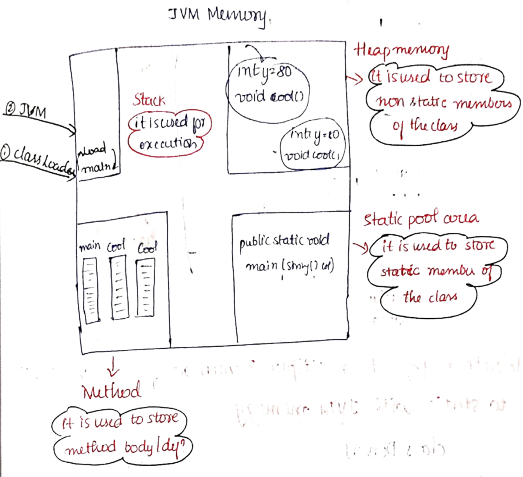 JVM Memory.
Heap memory
It is used to store
non static members
of the class
int y=80
void cool()
int y=10
void cool()
Stack
it is used for
execution
② JVM
① class Loader
Load
main
Static pool area
it is used to store
static member of
the class
main Cool Cool
public static void
main (String[]
Method
it is used to store
method body/